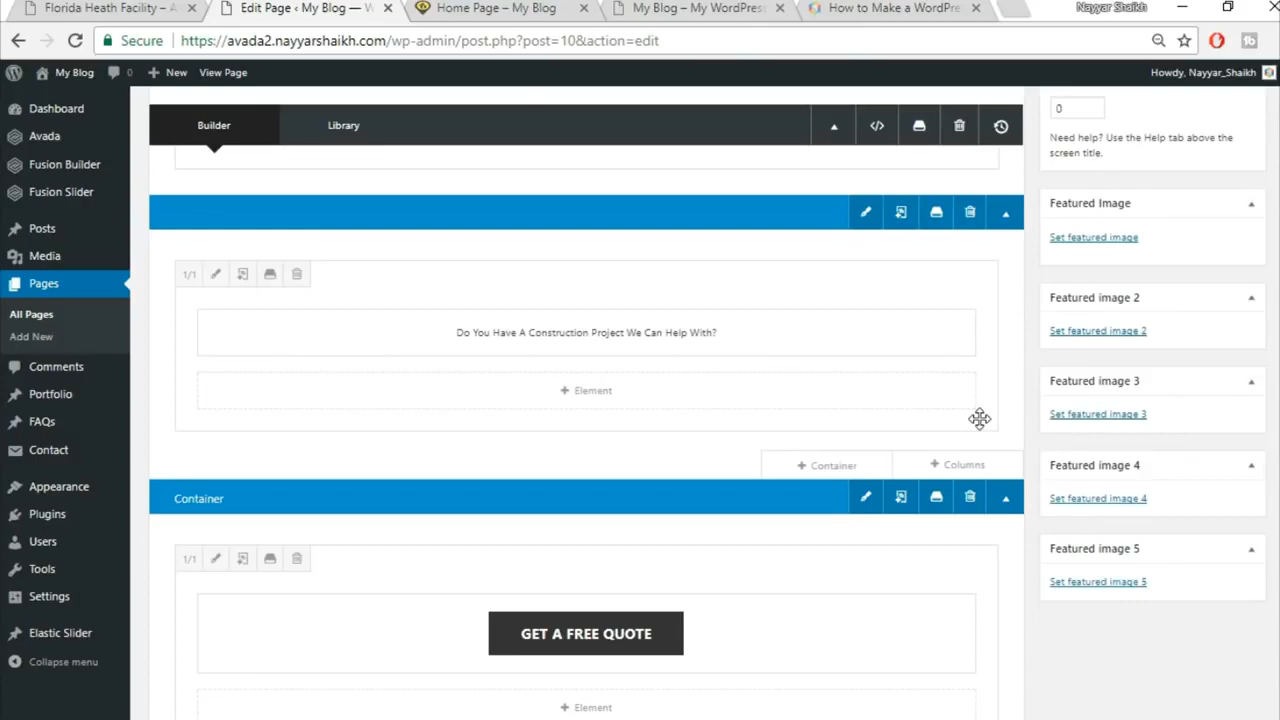 Florida Heath Facility – A
Edit Page ‹ My Blog — W
Home Page – My Blog
My Blog – My WordPress
How to Make a WordPre
Nayyar Shaikh
Secure
https://avada2.nayyarshaikh.com/wp-admin/post.php?post=10&action=edit
My Blog
0
New
View Page
Howdy, Nayyar_Shaikh
Dashboard
Avada
Fusion Builder
Fusion Slider
Posts
Media
Pages
All Pages
Add New
Comments
Portfolio
FAQs
Contact
Appearance
Plugins
Users
Tools
Settings
Elastic Slider
Collapse menu
Builder
Library
1/1
Do You Have A Construction Project We Can Help With?
+ Element
+ Container
+ Columns
Container
1/1
GET A FREE QUOTE
+ Element
0
Need help? Use the Help tab above the
screen title.
Featured Image
Set featured image
Featured image 2
Set featured image 2
Featured image 3
Set featured image 3
Featured image 4
Set featured image 4
Featured image 5
Set featured image 5